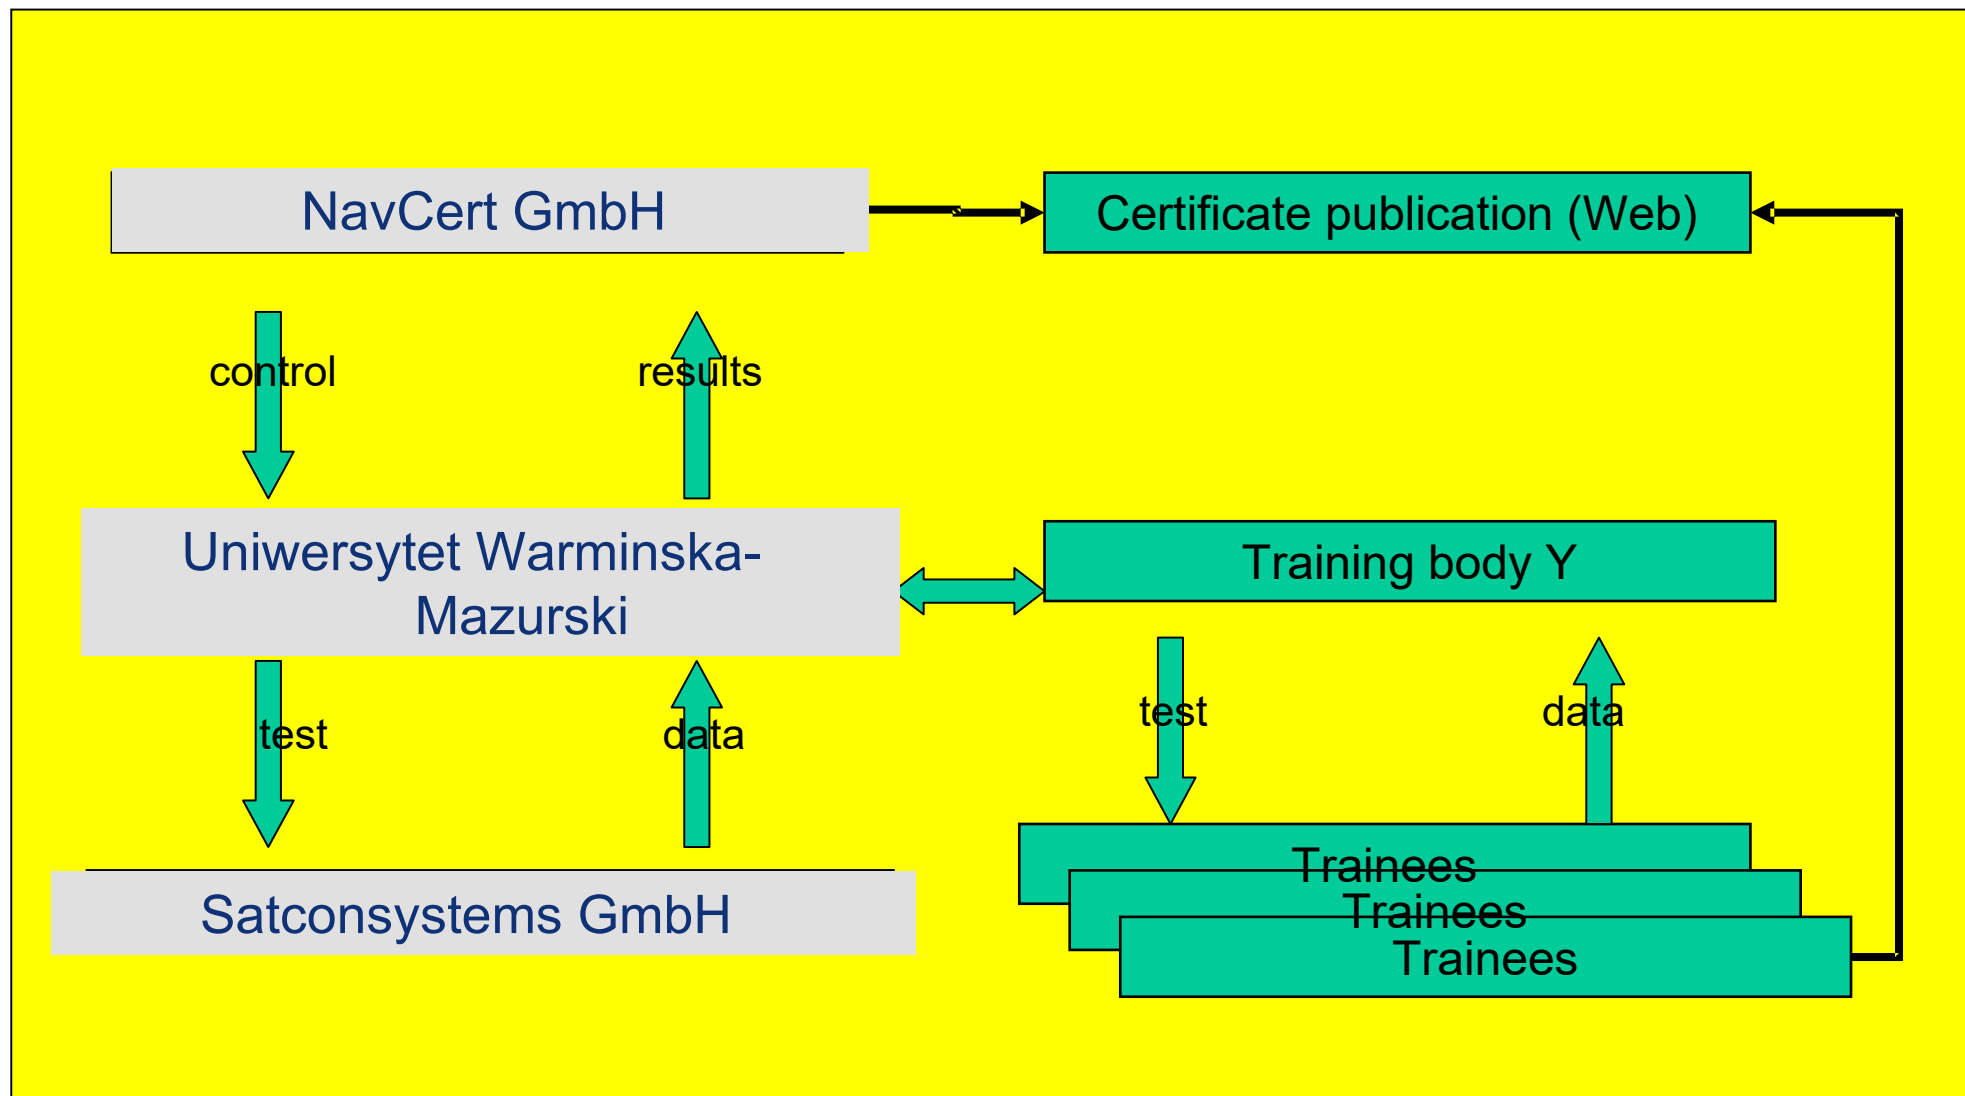 NavCert GmbH
Certificate publication (Web)
control
results
Uniwersytet Warminska-
Mazurski
Training body Y
test
data
test
data
Trainees
Trainees
Trainees
Satconsystems GmbH